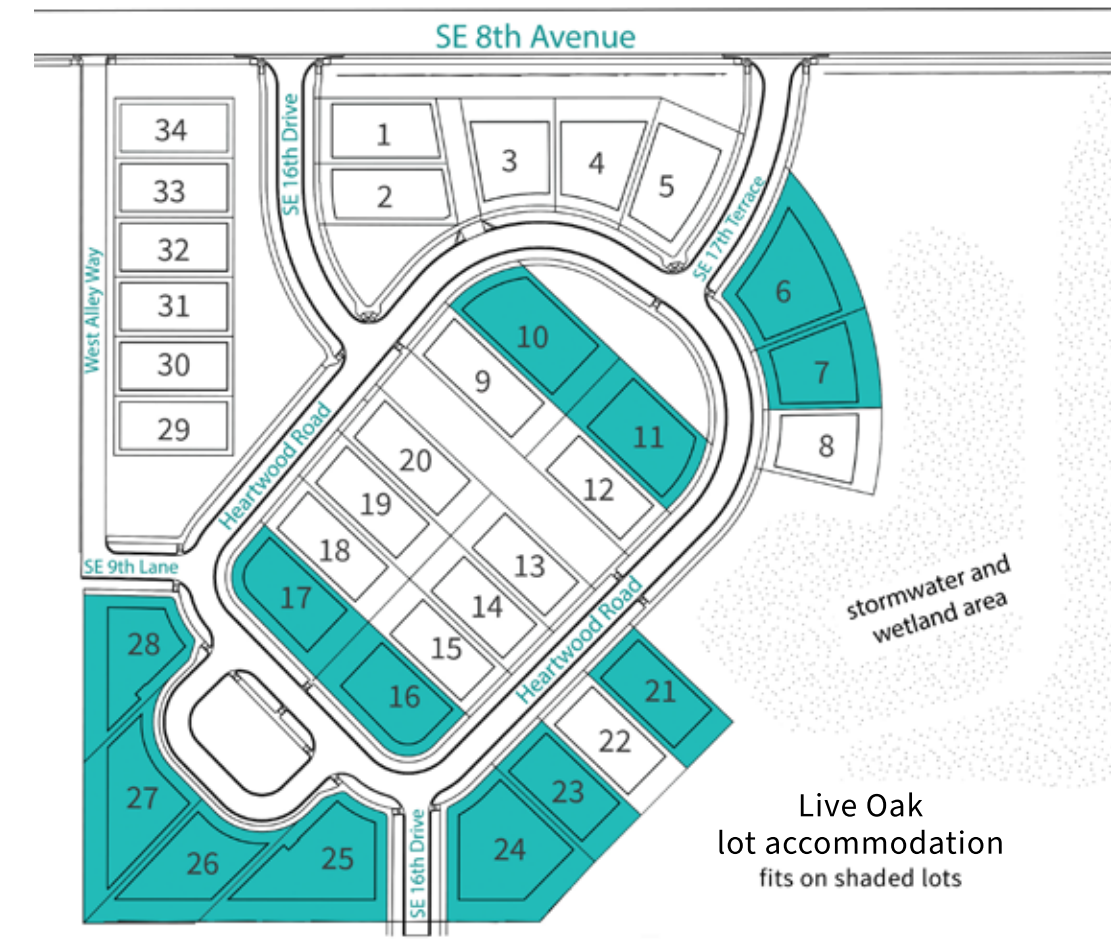 SE 8th Avenue
SE 16th Drive
SE 17th Terrace
West Alley Way
34
33
32
31
30
29
1
2
3
4
5
6
7
8
10
9
11
12
20
19
18
17
13
14
15
16
Heartwood Road
Heartwood Road
SE 9th Lane
28
27
26
25
24
23
22
21
SE 16th Drive
stormwater and
wetland area
Live Oak
lot accommodation
fits on shaded lots